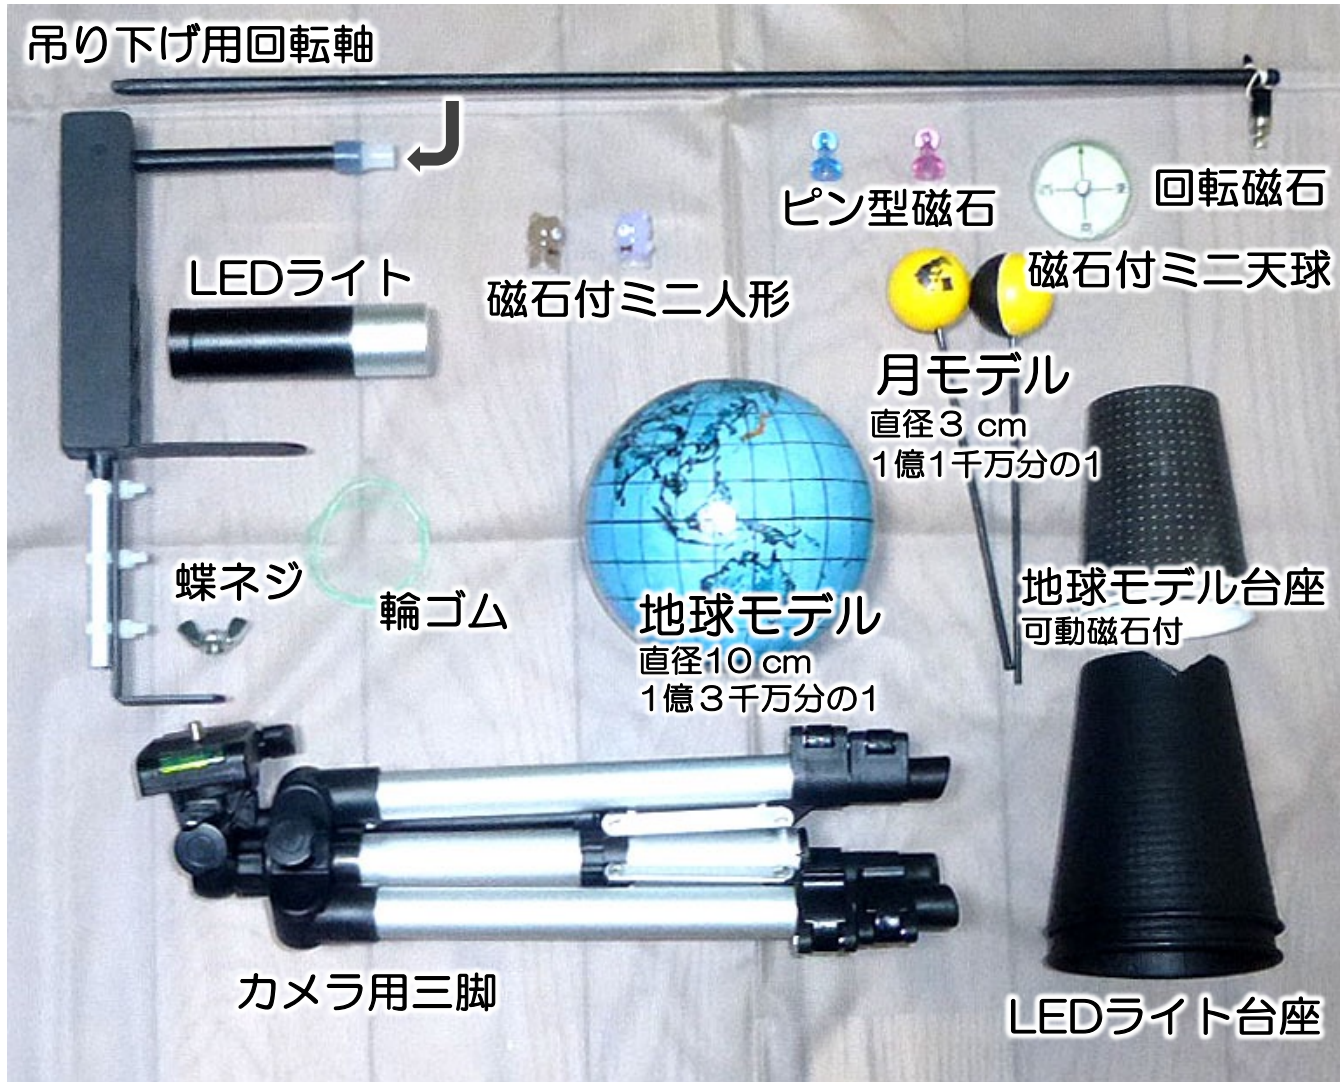 吊り下げ用回転軸
ピン型磁石
回転磁石
LEDライト
磁石付ミニ人形
磁石付ミニ天球
月モデル
直径3 cm
1億1千万分の1
蝶ネジ
輪ゴム
地球モデル
直径10 cm
1億3千万分の1
地球モデル台座
可動磁石付
カメラ用三脚
LEDライト台座